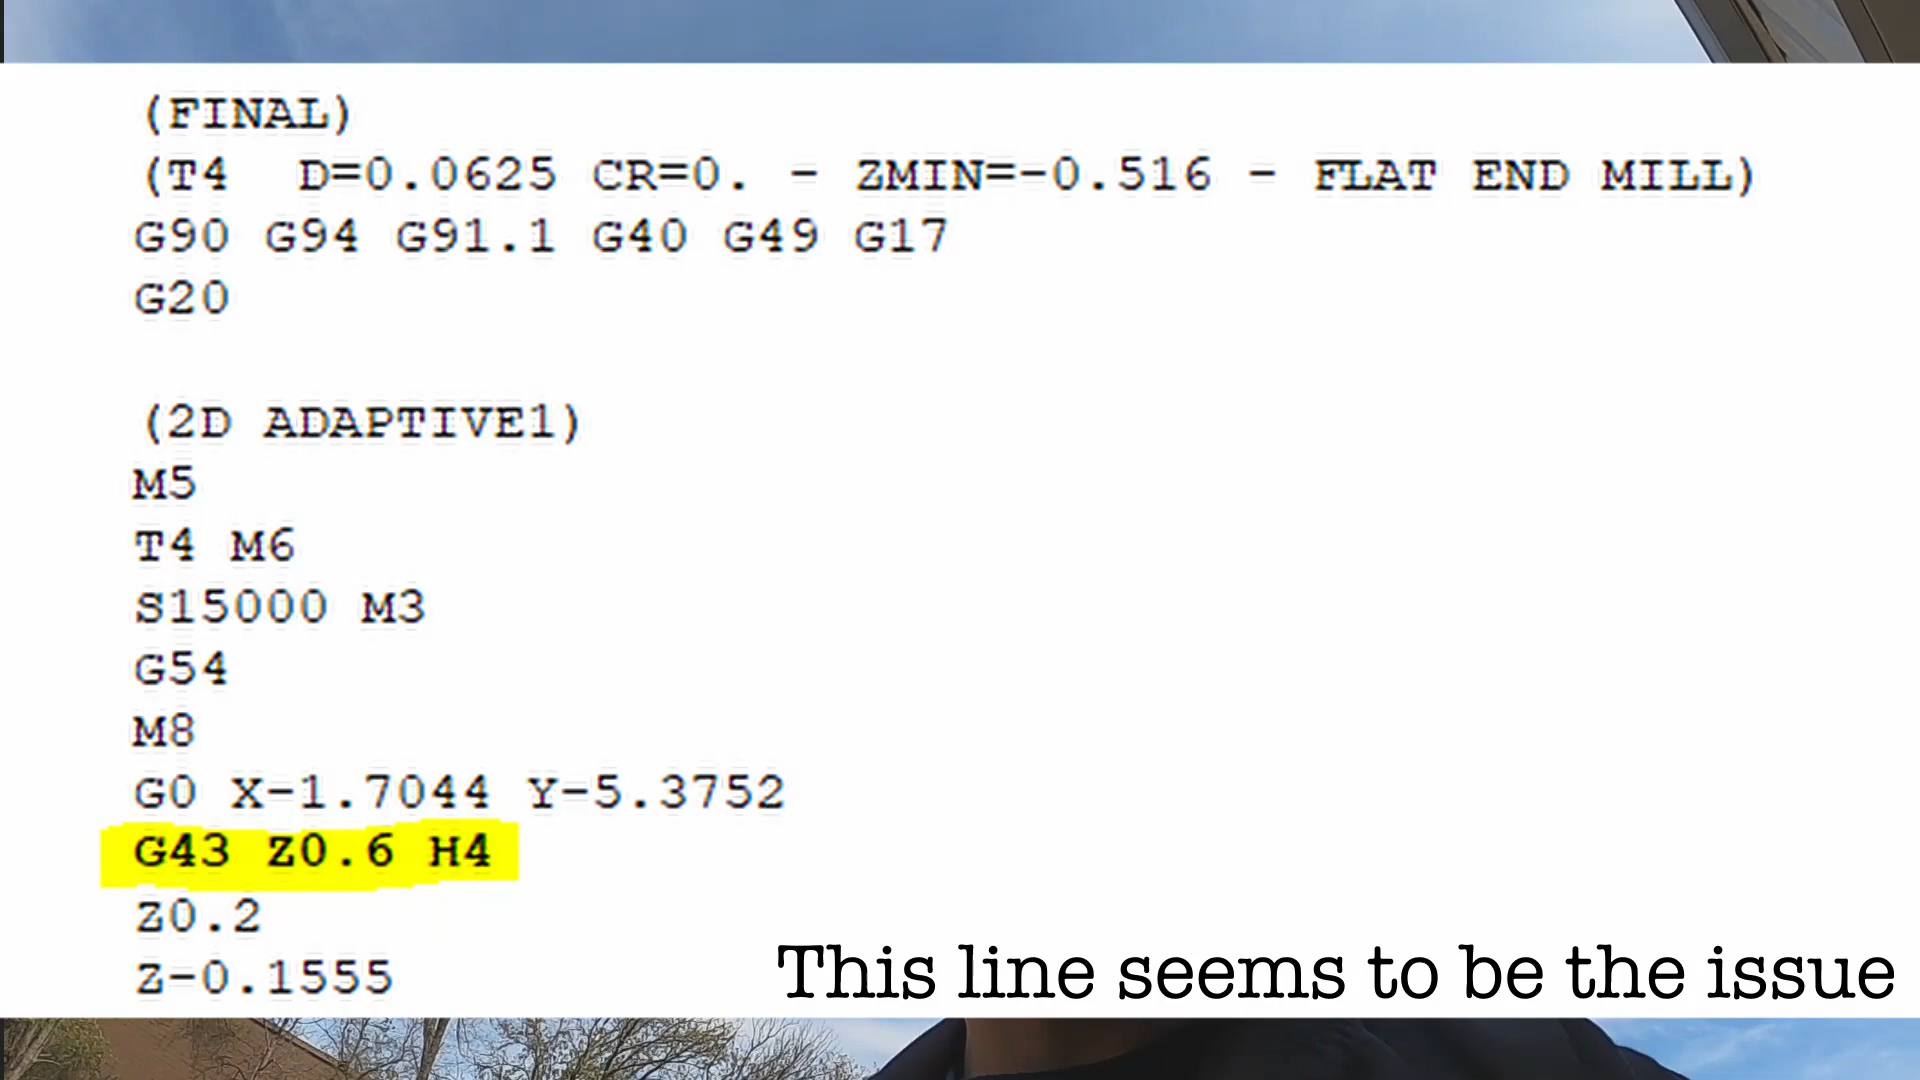 (FINAL)
(T4  D=0.0625 CR=0. - ZMIN=-0.516 - FLAT END MILL)
G90 G94 G91.1 G40 G49 G17
G20
(2D ADAPTIVE1)
M5
T4 M6
S15000 M3
G54
M8
G0 X-1.7044 Y-5.3752
G43 Z0.6 H4
Z0.2
Z-0.1555
This line seems to be the issue